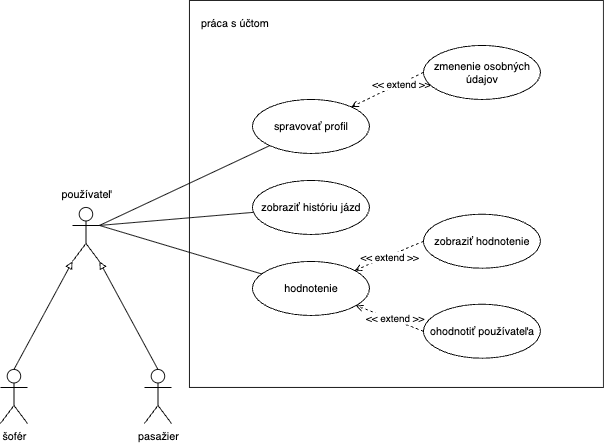 práca s účtom
zmenenie osobných
údajov
<< extend >>
spravovať profil
používateľ
zobraziť históriu jázd
zobraziť hodnotenie
<< extend >>
hodnotenie
<< extend >>
ohodnotiť používateľa
šofér
pasažier